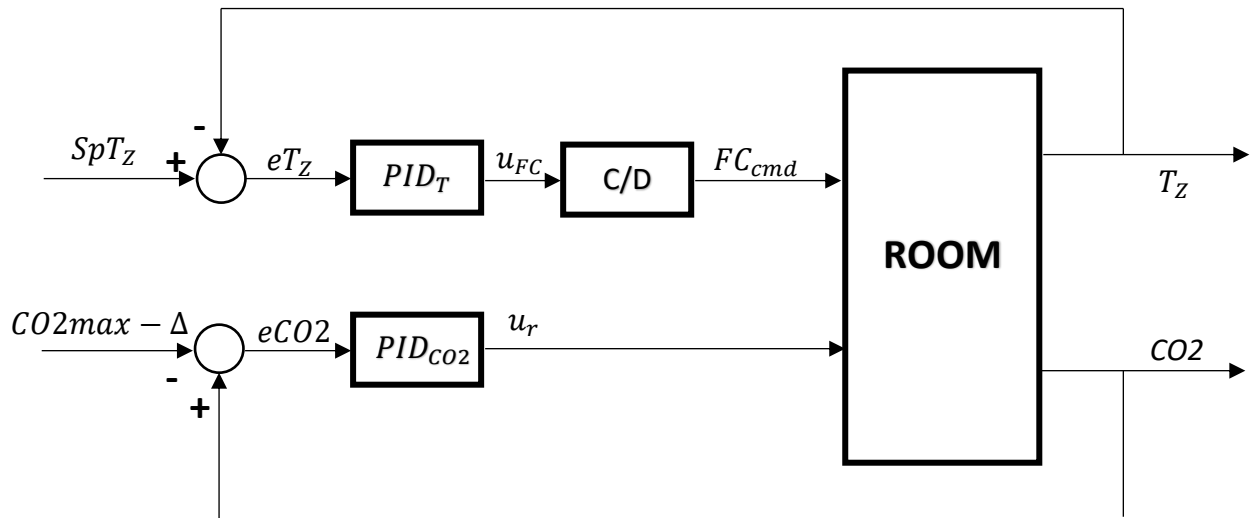 -
SpT_Z
+
eT_Z
PID_T
u_FC
C/D
FC_cmd
T_Z
ROOM
CO2max − Δ
eCO2
PID_CO2
u_r
CO2
-
+